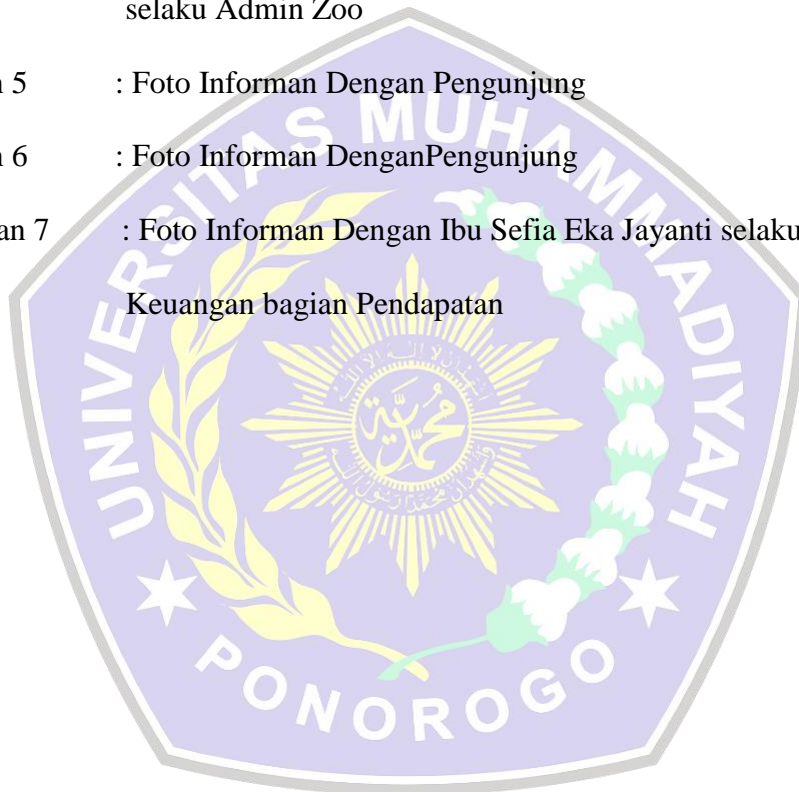 selaku Admin Zoo
n 5 : Foto Informan Dengan Pengunjung
n 6 : Foto Informan DenganPengunjung
an 7 : Foto Informan Dengan Ibu Sefia Eka Jayanti selaku
Keuangan bagian Pendapatan
UNIVERSITAS MUHAMMADIYAH
PONOROGO
محمدية